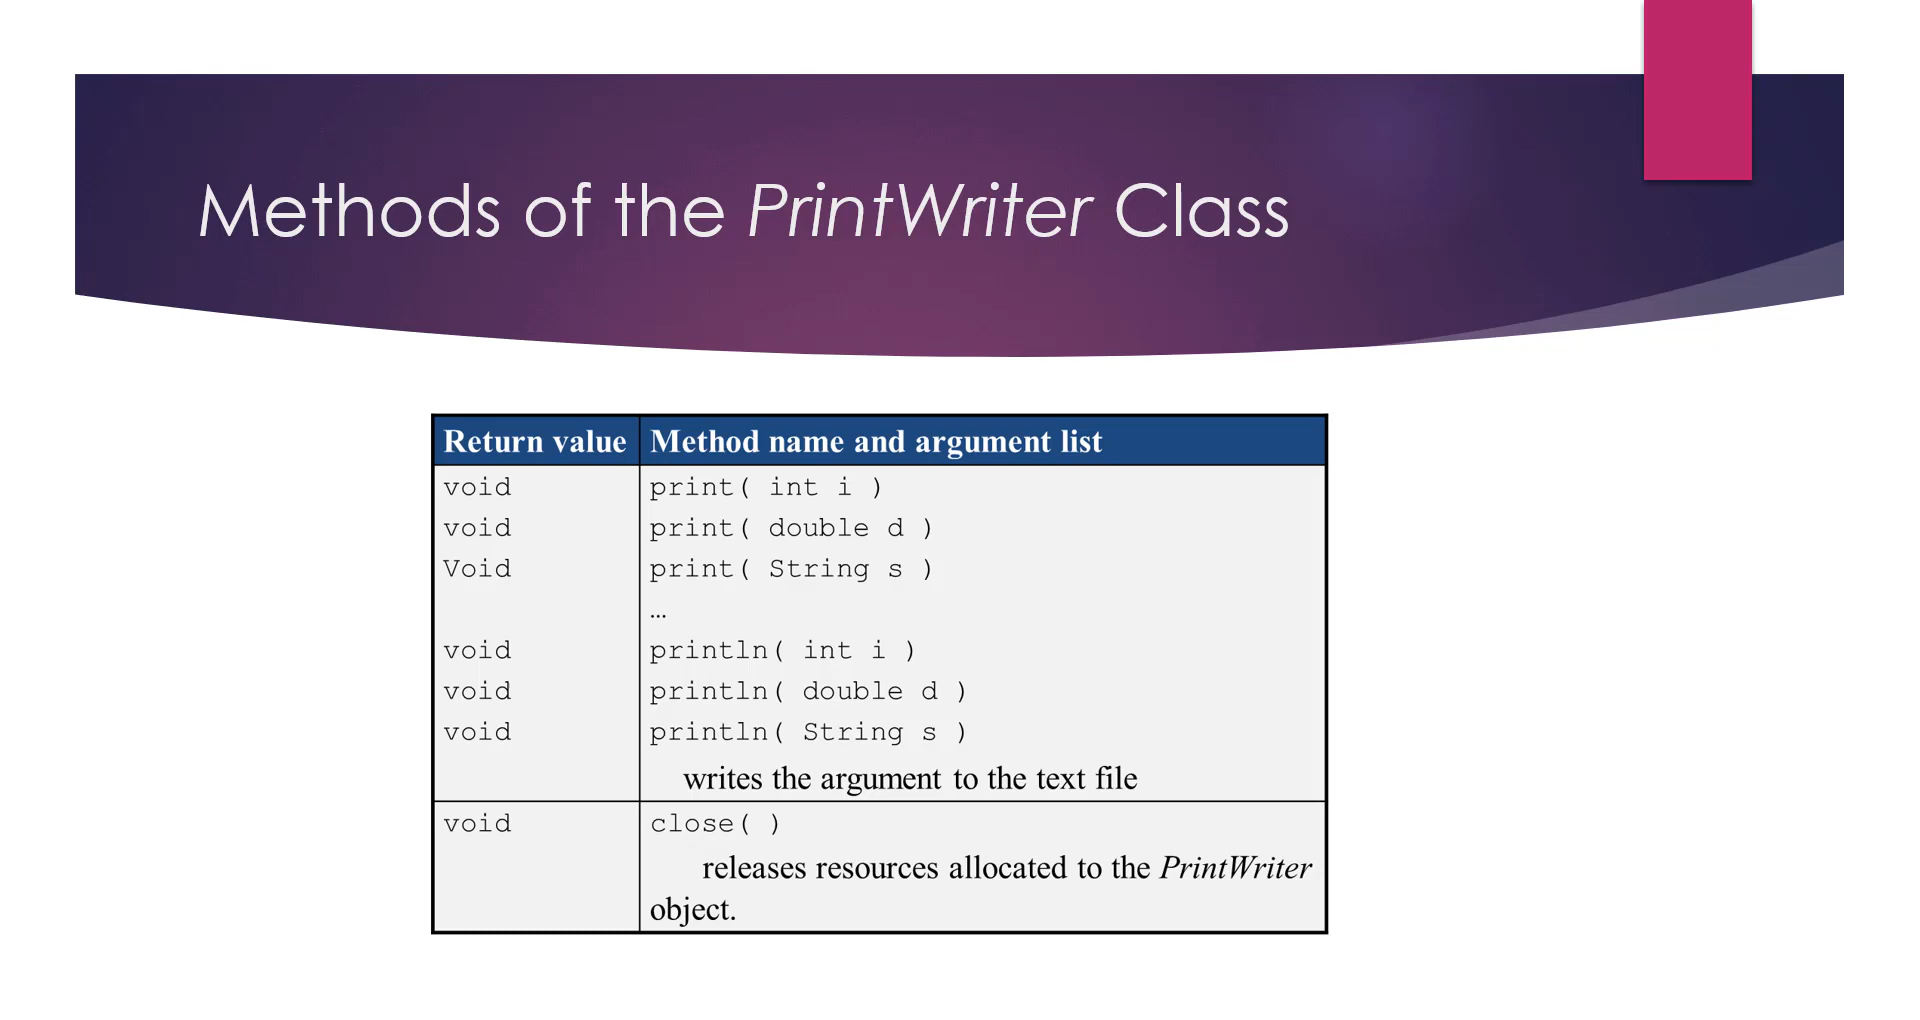 Methods of the PrintWriter Class
Return value Method name and argument list
void print( int i )
void print( double d )
Void print( String s )
…
void println( int i )
void println( double d )
void println( String s )
writes the argument to the text file
void close( )
releases resources allocated to the PrintWriter
object.